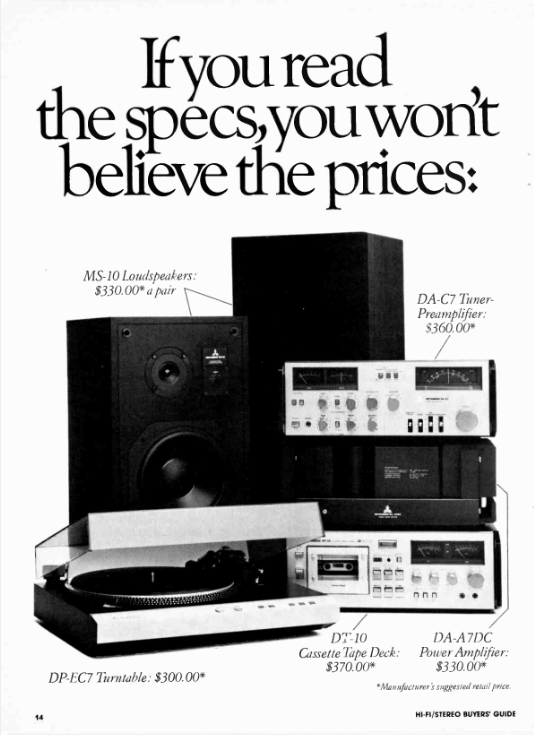 If you read
the specs, you won't
believe the prices:
MS-10 Loudspeakers:
$330.00* a pair
DA-C7 Tuner-
Preamplifier:
$360.00*
DT-10
Cassette Tape Deck:
$370.00*
DA-A7DC
Power Amplifier:
$330.00*
DP-EC7 Turntable: $300.00*
*Manufacturer's suggested retail price.
14
HI-FI/STEREO BUYERS' GUIDE